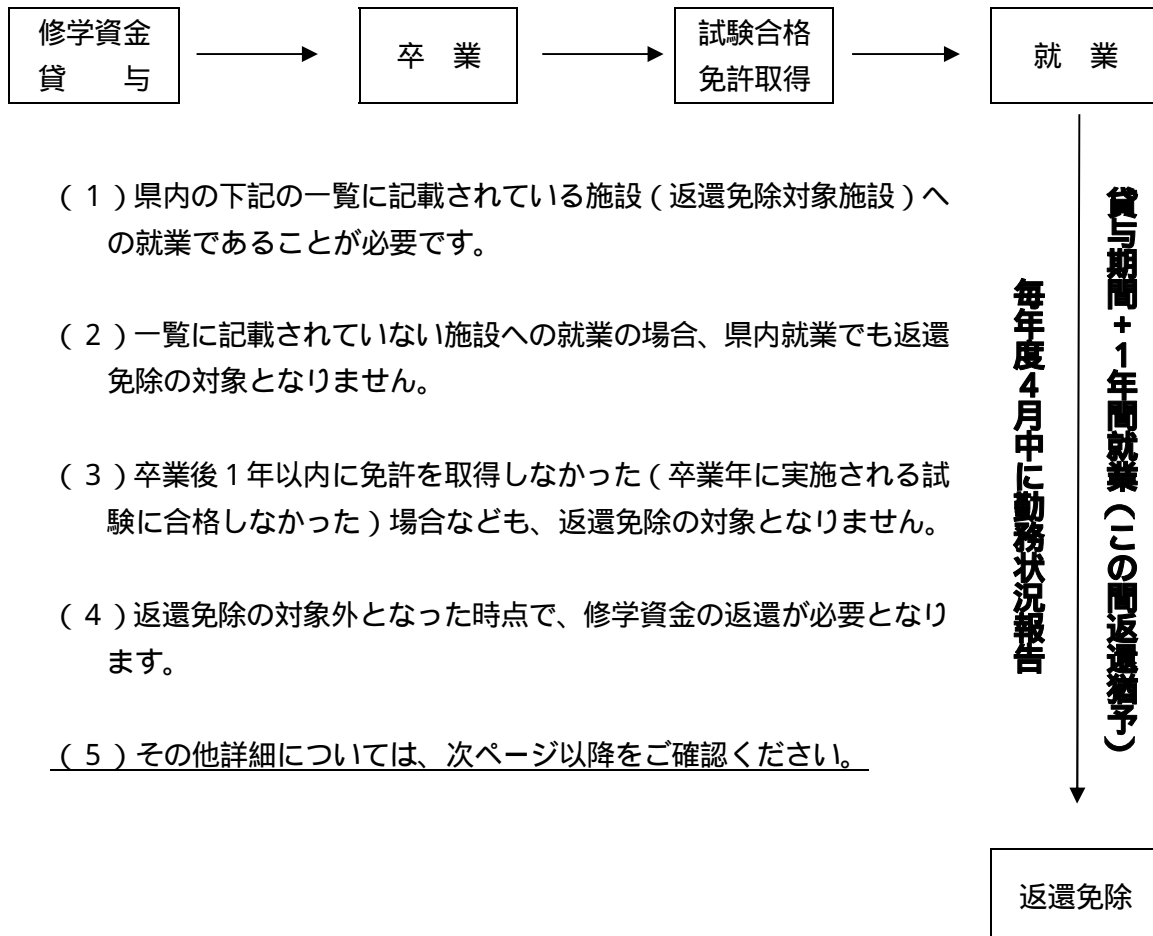 修学資金
貸　　与
卒　業
試験合格
免許取得
就　業
（１）県内の下記の一覧に記載されている施設（返還免除対象施設）へ
の就業であることが必要です。
（２）一覧に記載されていない施設への就業の場合、県内就業でも返還
免除の対象となりません。
（３）卒業後１年以内に免許を取得しなかった（卒業年に実施される試
験に合格しなかった）場合なども、返還免除の対象となりません。
（４）返還免除の対象外となった時点で、修学資金の返還が必要となり
ます。
（５）その他詳細については、次ページ以降をご確認ください。
貸与期間＋１年間就業（この間返還猶予）
毎年度４月中に勤務状況報告
返還免除